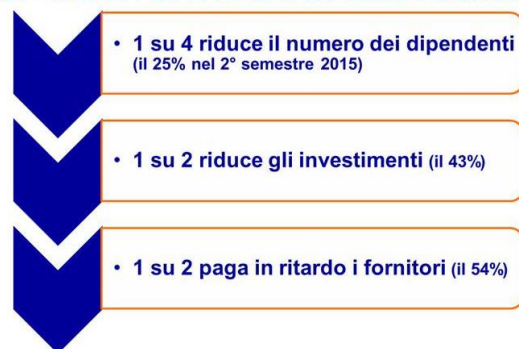 • 1 su 4 riduce il numero dei dipendenti
(il 25% nel 2° semestre 2015)
• 1 su 2 riduce gli investimenti (il 43%)
• 1 su 2 paga in ritardo i fornitori (il 54%)